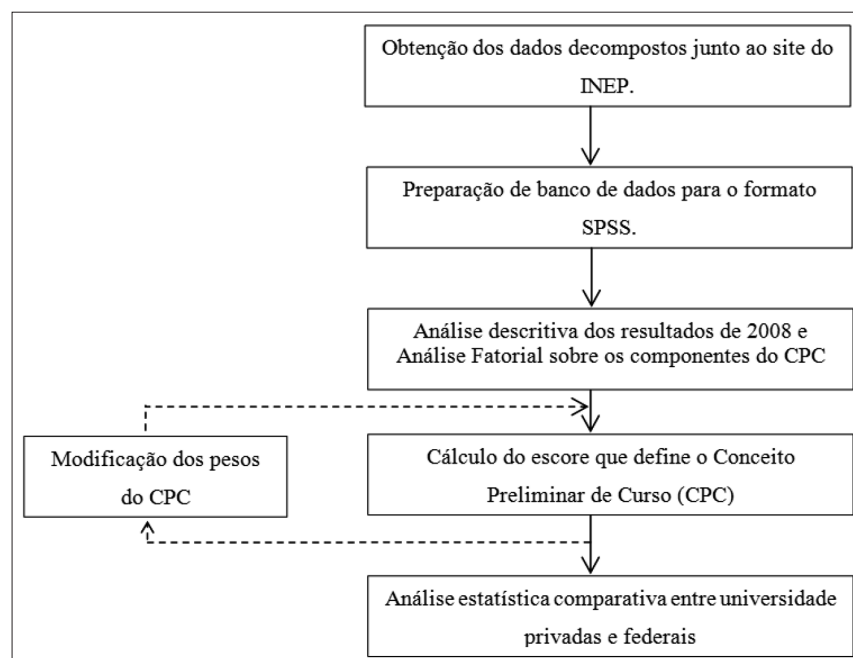 Obtenção dos dados decompostos junto ao site do
INEP.
Preparação de banco de dados para o formato
SPSS.
Análise descritiva dos resultados de 2008 e
Análise Fatorial sobre os componentes do CPC
Modificação dos pesos
do CPC
Cálculo do escore que define o Conceito
Preliminar de Curso (CPC)
Análise estatística comparativa entre universidade
privadas e federais